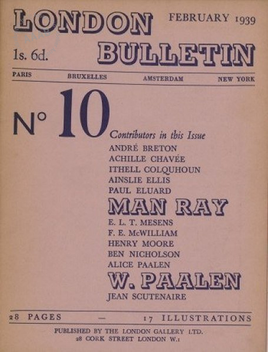 LONDON FEBRUARY 1939
1s. 6d. BULLETIN
PARIS BRUXELLES AMSTERDAM NEW YORK
No 10
Contributors in this Issue
ANDRÉ BRETON
ACHILLE CHAVÉE
ITHELL COLQUHOUN
AINSLIE ELLIS
PAUL ELUARD
MAN RAY
E. L. T. MESENS
F. E. McWILLIAM
HENRY MOORE
BEN NICHOLSON
ALICE PAALEN
W. PAALEN
JEAN SCUTENAIRE
28 PAGES — 17 ILLUSTRATIONS
PUBLISHED BY THE LONDON GALLERY LTD.
28 CORK STREET LONDON W.1